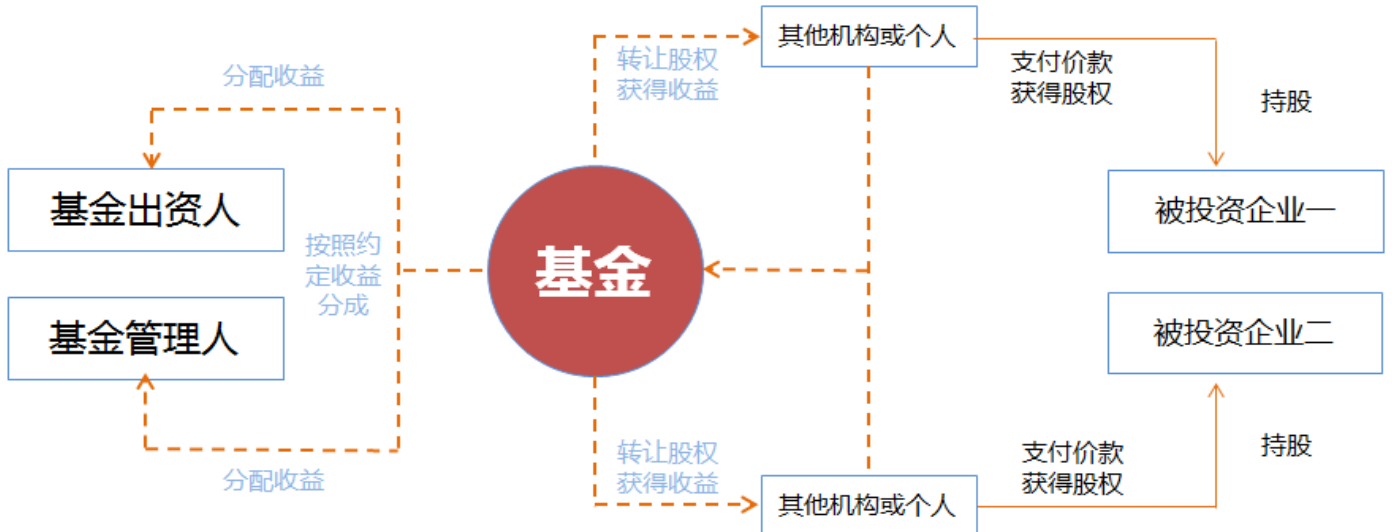 其他机构或个人
转让股权
获得收益
支付价款
获得股权
持股
分配收益
基金出资人
被投资企业一
按照约
定收益
分成
基金
基金管理人
被投资企业二
转让股权
获得收益
支付价款
获得股权
持股
分配收益
其他机构或个人